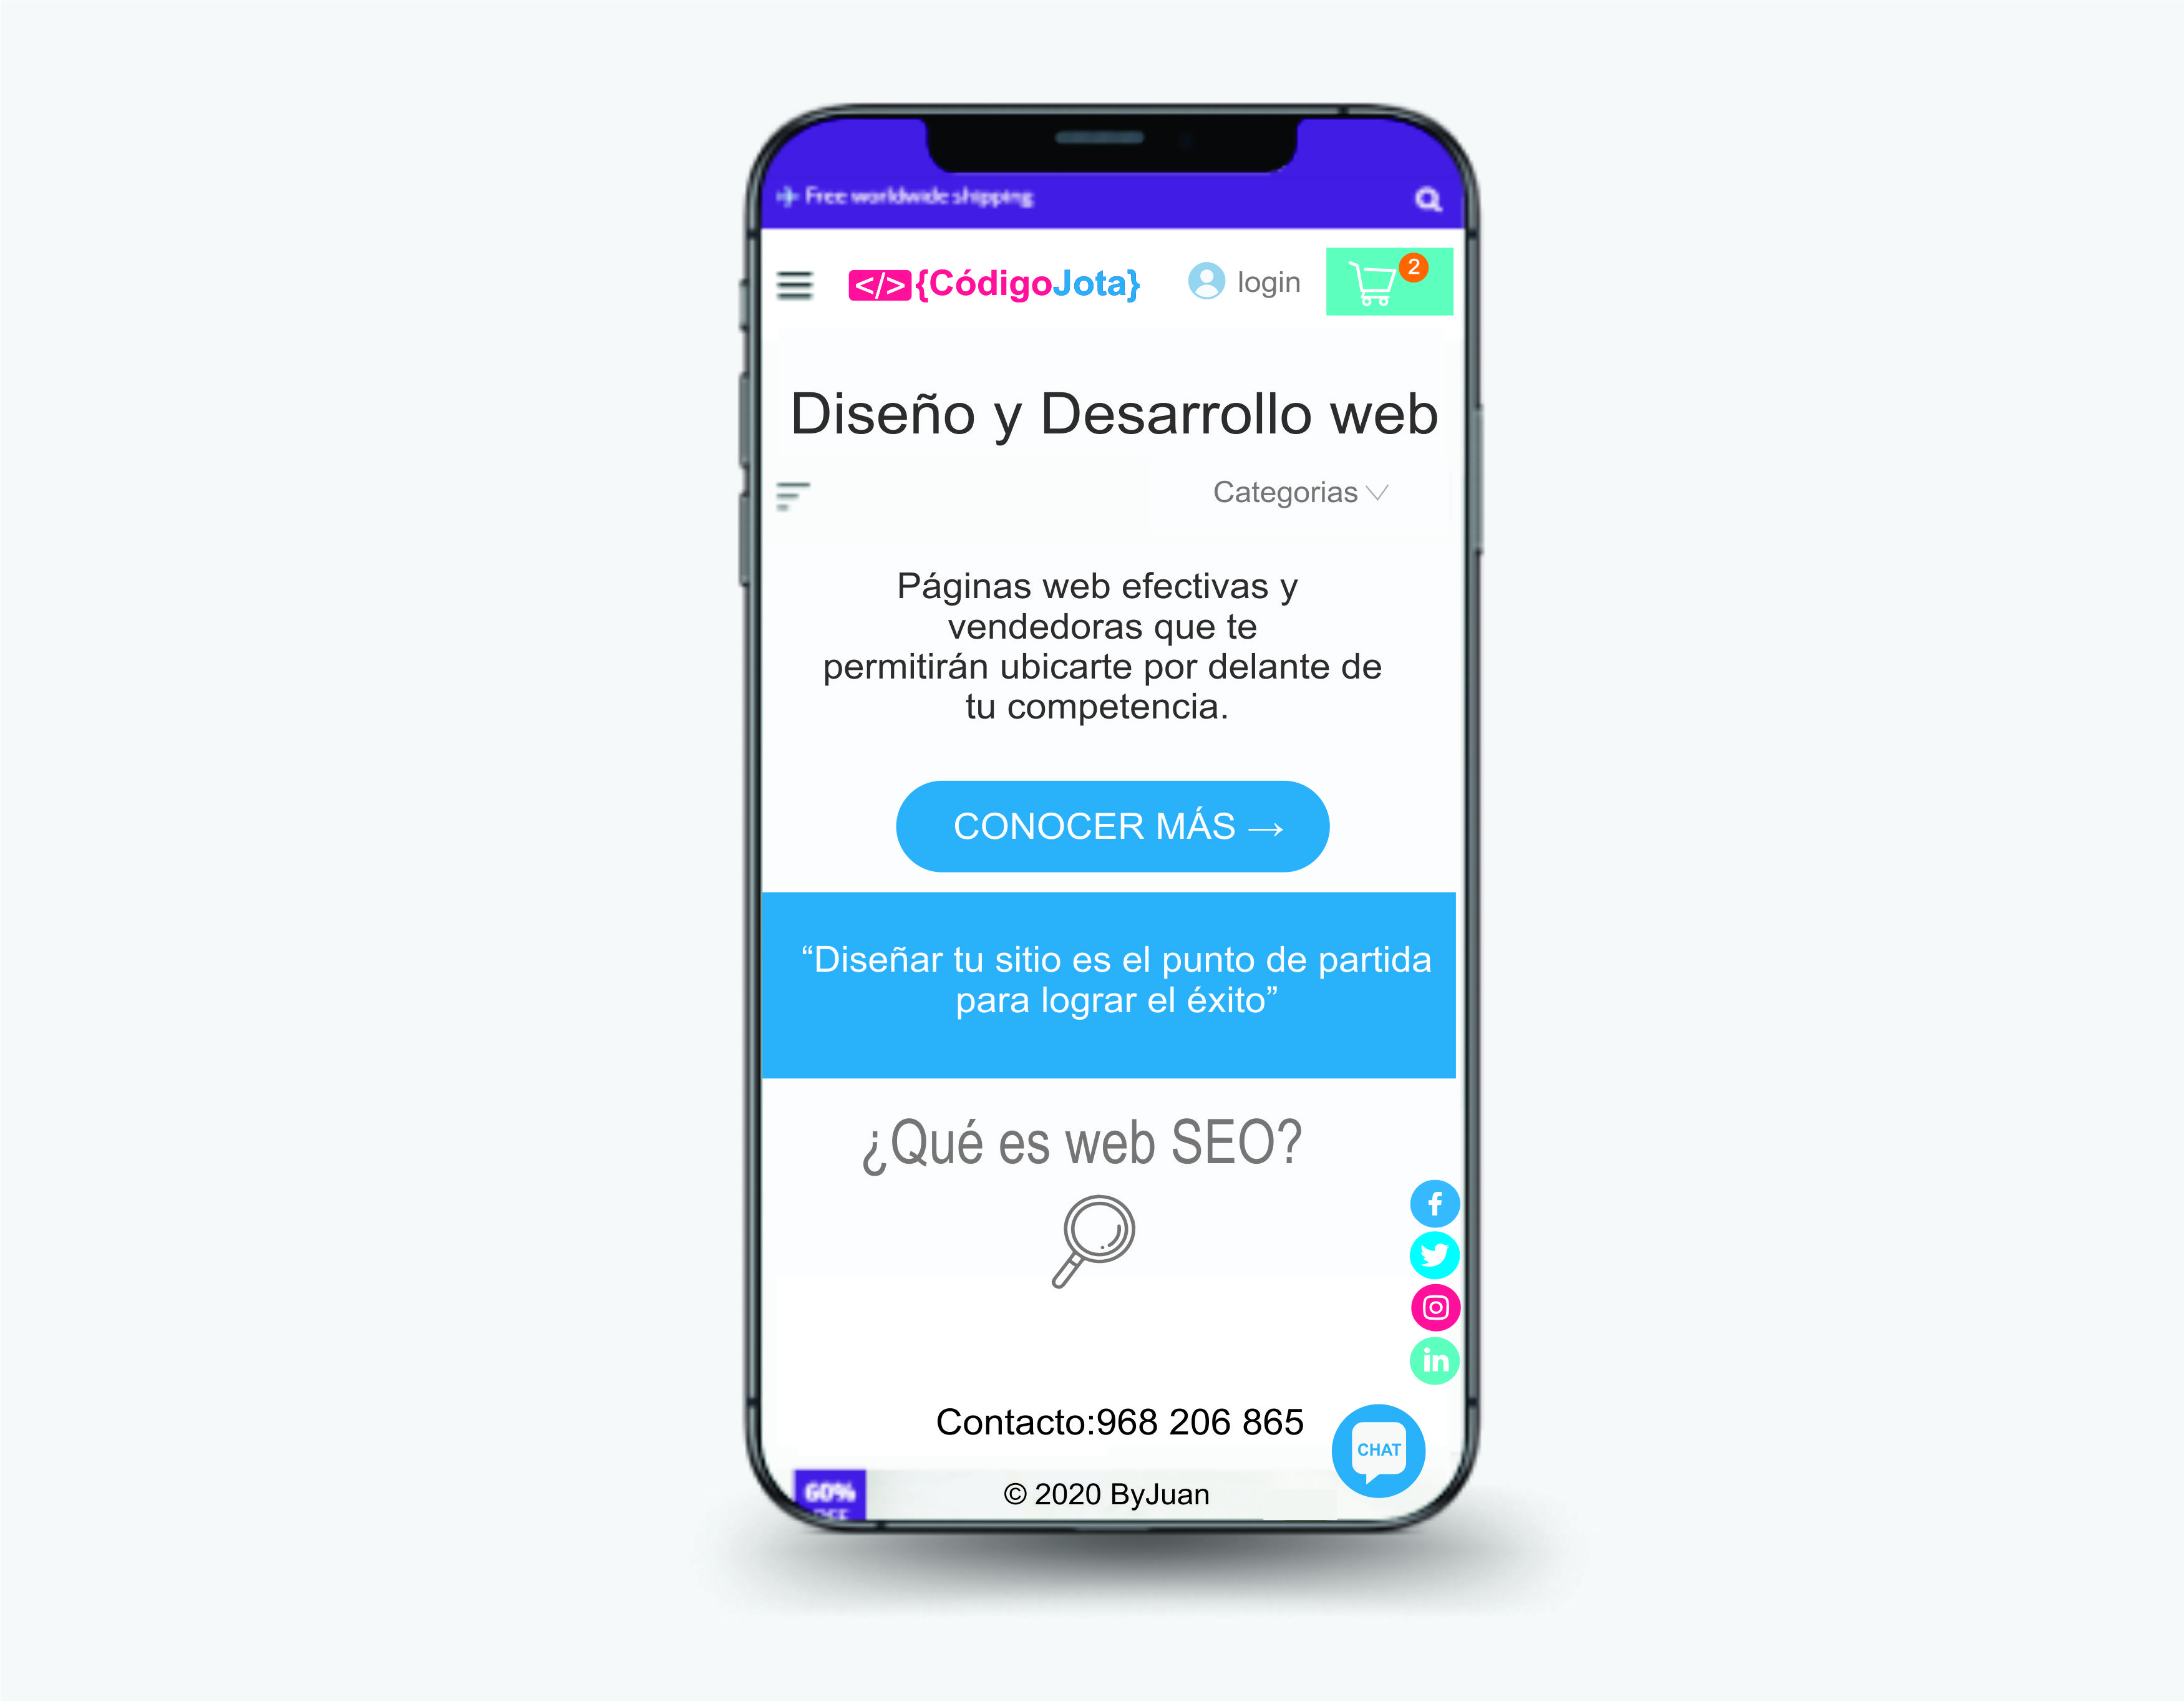 Free worldwide shipping
</> {CódigoJota} login 2
Diseño y Desarrollo web
Categorias
Páginas web efectivas y
vendedoras que te
permitirán ubicarte por delante de
tu competencia.
CONOCER MÁS →
“Diseñar tu sitio es el punto de partida
para lograr el éxito”
¿Qué es web SEO?
f
in
Contacto:968 206 865
CHAT
60%
© 2020 ByJuan